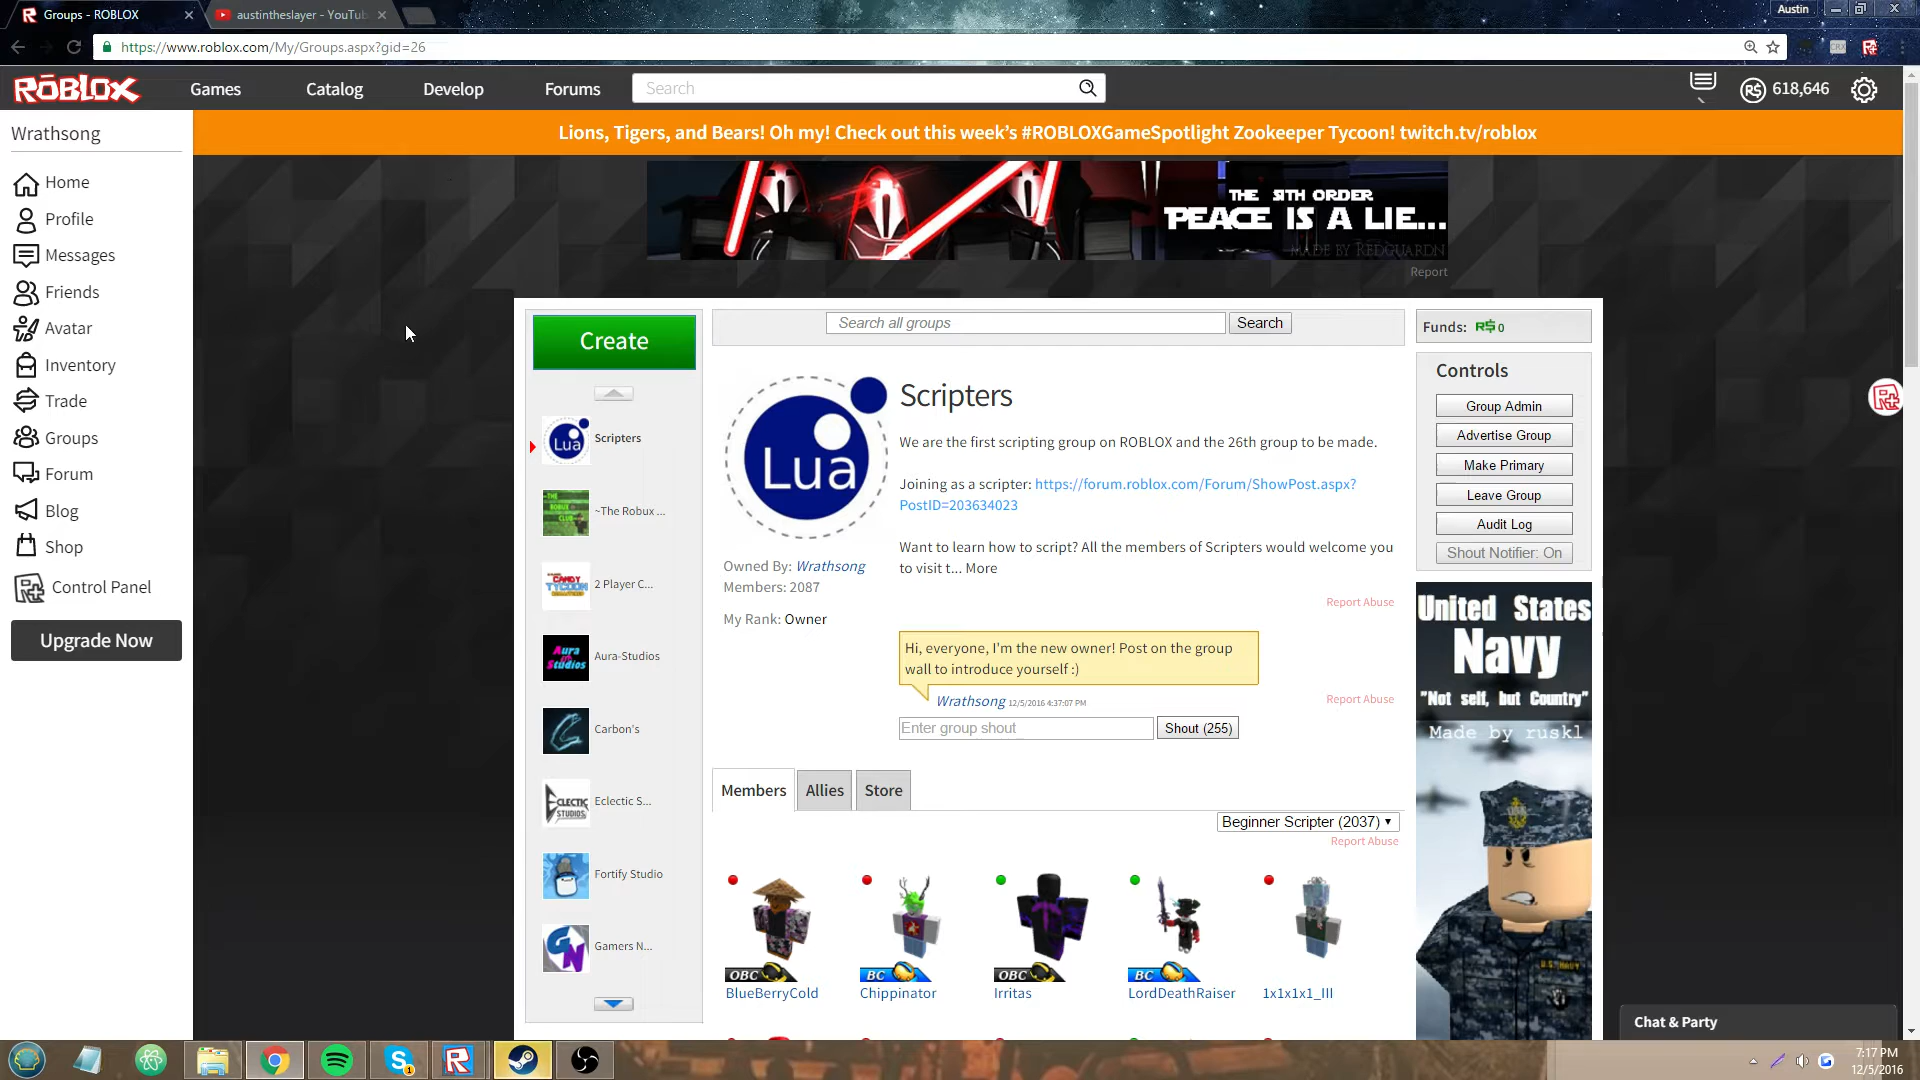 Groups - ROBLOX
austintheslayer - YouTub
Austin
https://www.roblox.com/My/Groups.aspx?gid=26
ROBLOX
Games
Catalog
Develop
Forums
Search
R$
618,646
Wrathsong
Lions, Tigers, and Bears! Oh my! Check out this week's #ROBLOXGameSpotlight Zookeeper Tycoon! twitch.tv/roblox
THE SITH ORDER
PEACE IS A LIE...
MADE BY REDGUARDN
Report
Home
Profile
Messages
Friends
Avatar
Inventory
Trade
Groups
Forum
Blog
Shop
Control Panel
Upgrade Now
Create
Scripters
~The Robux ...
2 Player C...
Aura-Studios
Carbon's
Eclectic S...
Fortify Studio
Gamers N...
Search all groups
Search
Lua
Scripters
We are the first scripting group on ROBLOX and the 26th group to be made.
Joining as a scripter: https://forum.roblox.com/Forum/ShowPost.aspx?
PostID=203634023
Want to learn how to script? All the members of Scripters would welcome you
to visit t... More
Owned By: Wrathsong
Members: 2087
My Rank: Owner
Report Abuse
Hi, everyone, I'm the new owner! Post on the group
wall to introduce yourself :)
Wrathsong 12/5/2016 4:37:07 PM
Report Abuse
Enter group shout
Shout (255)
Members
Allies
Store
Beginner Scripter (2037)
Report Abuse
OBC
BC
OBC
BC
BlueBerryCold
Chippinator
Irritas
LordDeathRaiser
1x1x1x1_III
Funds: R$ 0
Controls
Group Admin
Advertise Group
Make Primary
Leave Group
Audit Log
Shout Notifier: On
United States
Navy
"Not self, but Country"
Made by ruskl
U.S. NAVY
Chat & Party
7:17 PM
12/5/2016